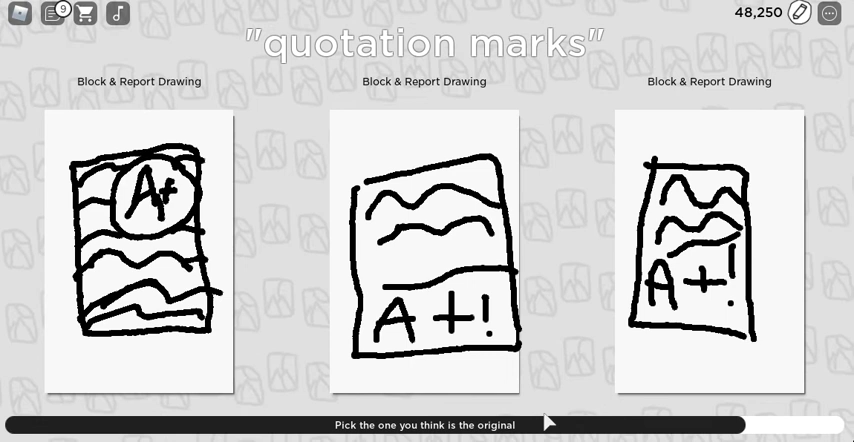 9
48,250
"quotation marks"
Block & Report Drawing
Block & Report Drawing
Block & Report Drawing
A+
A+!
A+!
Pick the one you think is the original